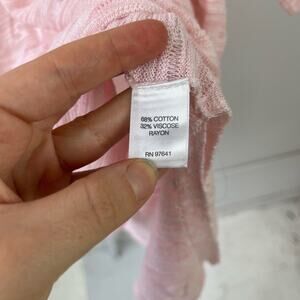 68% COTTON
32% VISCOSE
RAYON
RN 97641